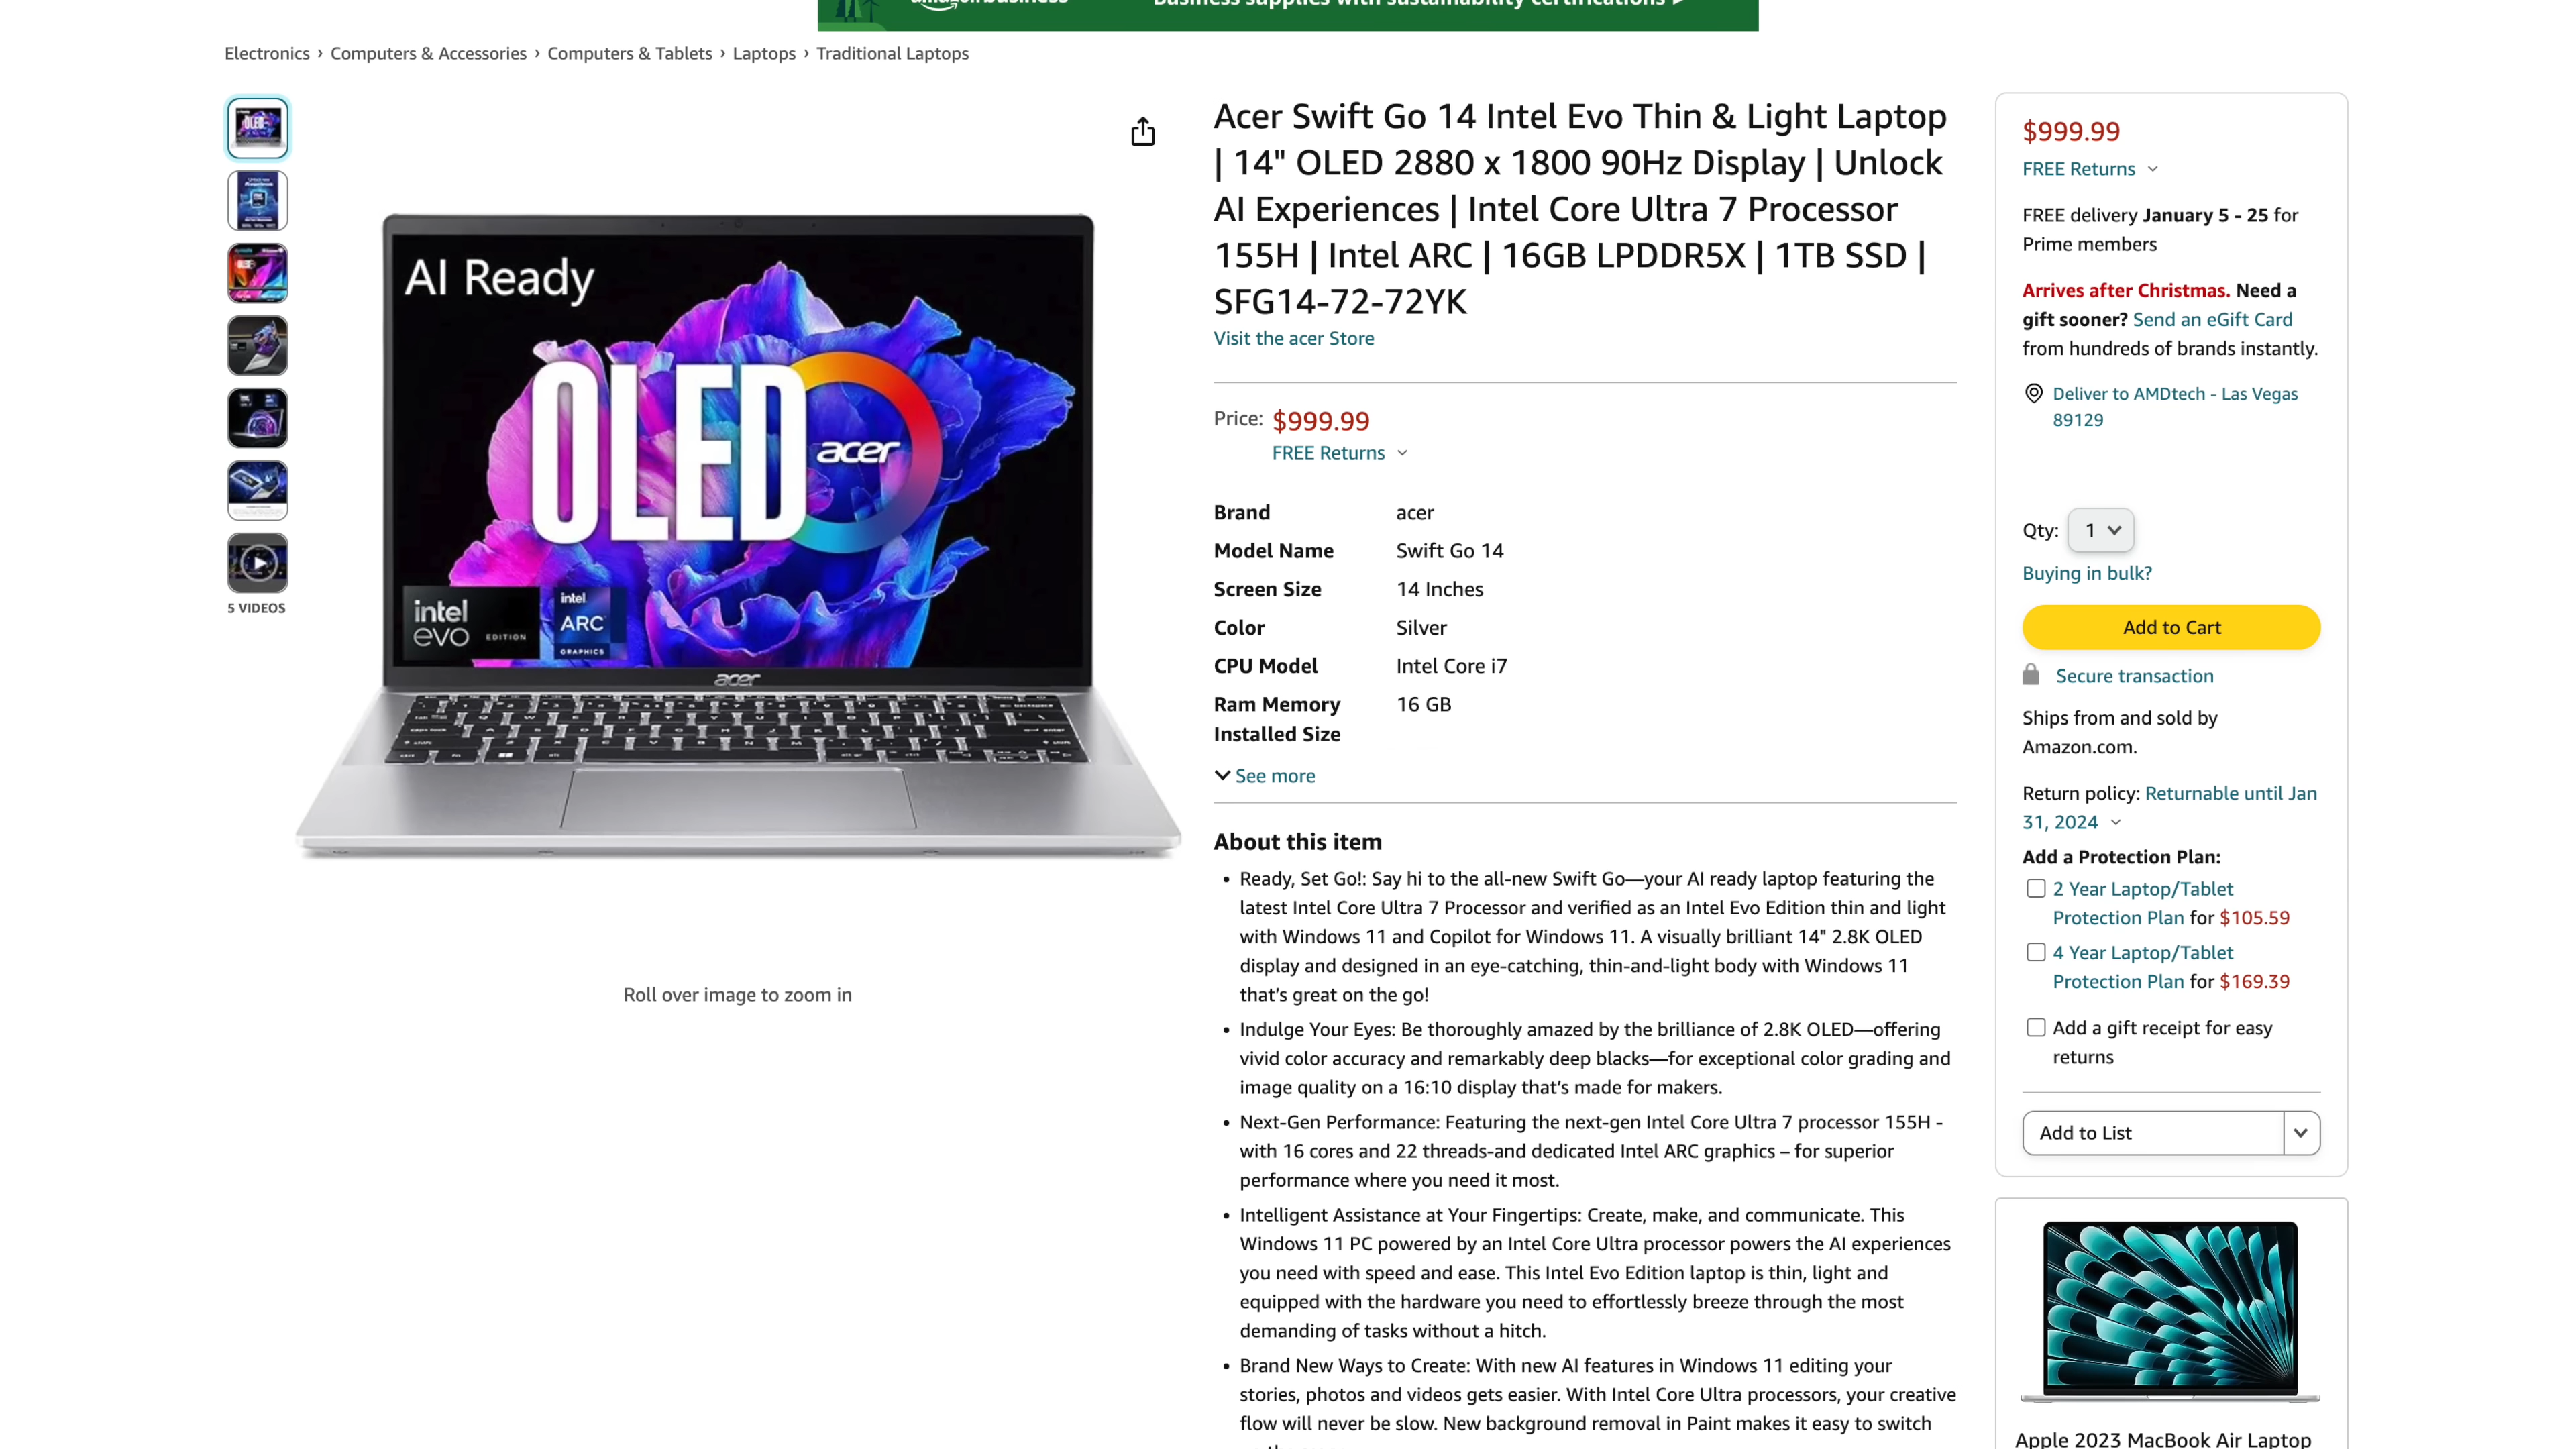 Business supplies with sustainability certifications ▸
Electronics › Computers & Accessories › Computers & Tablets › Laptops › Traditional Laptops
5 VIDEOS
AI Ready
OLED
acer
intel
evo
EDITION
intel
ARC
GRAPHICS
acer
Roll over image to zoom in
Acer Swift Go 14 Intel Evo Thin & Light Laptop
| 14" OLED 2880 x 1800 90Hz Display | Unlock
AI Experiences | Intel Core Ultra 7 Processor
155H | Intel ARC | 16GB LPDDR5X | 1TB SSD |
SFG14-72-72YK
Visit the acer Store
Price: $999.99
FREE Returns
Brand acer
Model Name Swift Go 14
Screen Size 14 Inches
Color Silver
CPU Model Intel Core i7
Ram Memory 16 GB
Installed Size
See more
About this item
• Ready, Set Go!: Say hi to the all-new Swift Go—your AI ready laptop featuring the
latest Intel Core Ultra 7 Processor and verified as an Intel Evo Edition thin and light
with Windows 11 and Copilot for Windows 11. A visually brilliant 14" 2.8K OLED
display and designed in an eye-catching, thin-and-light body with Windows 11
that’s great on the go!
• Indulge Your Eyes: Be thoroughly amazed by the brilliance of 2.8K OLED—offering
vivid color accuracy and remarkably deep blacks—for exceptional color grading and
image quality on a 16:10 display that’s made for makers.
• Next-Gen Performance: Featuring the next-gen Intel Core Ultra 7 processor 155H -
with 16 cores and 22 threads-and dedicated Intel ARC graphics – for superior
performance where you need it most.
• Intelligent Assistance at Your Fingertips: Create, make, and communicate. This
Windows 11 PC powered by an Intel Core Ultra processor powers the AI experiences
you need with speed and ease. This Intel Evo Edition laptop is thin, light and
equipped with the hardware you need to effortlessly breeze through the most
demanding of tasks without a hitch.
• Brand New Ways to Create: With new AI features in Windows 11 editing your
stories, photos and videos gets easier. With Intel Core Ultra processors, your creative
flow will never be slow. New background removal in Paint makes it easy to switch
$999.99
FREE Returns
FREE delivery January 5 - 25 for
Prime members
Arrives after Christmas. Need a
gift sooner? Send an eGift Card
from hundreds of brands instantly.
Deliver to AMDtech - Las Vegas
89129
Qty: 1
Buying in bulk?
Add to Cart
Secure transaction
Ships from and sold by
Amazon.com.
Return policy: Returnable until Jan
31, 2024
Add a Protection Plan:
2 Year Laptop/Tablet
Protection Plan for $105.59
4 Year Laptop/Tablet
Protection Plan for $169.39
Add a gift receipt for easy
returns
Add to List
Apple 2023 MacBook Air Laptop